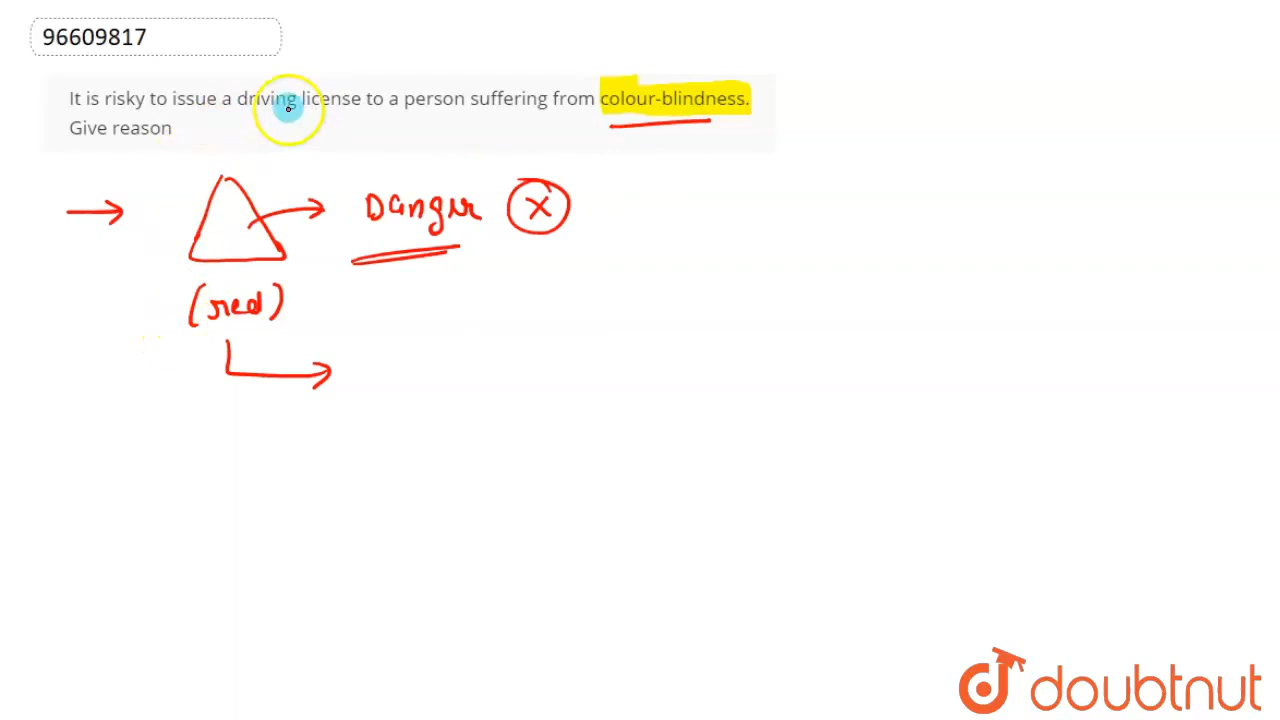 96609817
It is risky to issue a driving license to a person suffering from colour-blindness.
Give reason
Danger X
(red)
doubtnut